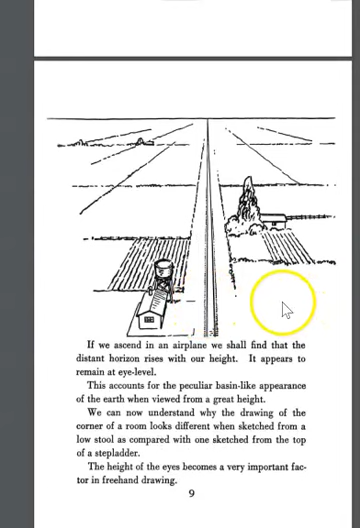 If we ascend in an airplane we shall find that the
distant horizon rises with our height. It appears to
remain at eye-level.
This accounts for the peculiar basin-like appearance
of the earth when viewed from a great height.
We can now understand why the drawing of the
corner of a room looks different when sketched from a
low stool as compared with one sketched from the top
of a stepladder.
The height of the eyes becomes a very important fac-
tor in freehand drawing.
9